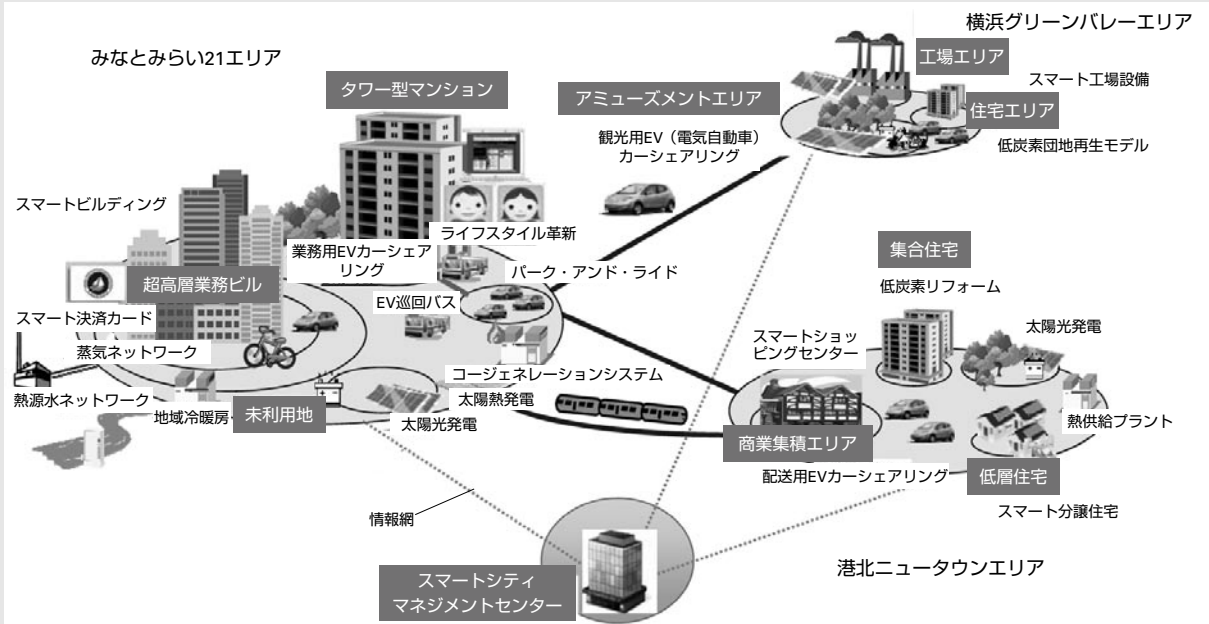 みなとみらい21エリア
タワー型マンション
スマートビルディング
ライフスタイル革新
業務用EVカーシェア
リング
パーク・アンド・ライド
超高層業務ビル
EV巡回バス
スマート決済カード
蒸気ネットワーク
コージェネレーションシステム
熱源水ネットワーク
地域冷暖房
未利用地
太陽熱発電
太陽光発電
横浜グリーンバレーエリア
工場エリア
スマート工場設備
アミューズメントエリア
住宅エリア
観光用EV（電気自動車）
カーシェアリング
低炭素団地再生モデル
集合住宅
低炭素リフォーム
スマートショッ
ピングセンター
太陽光発電
熱供給プラント
商業集積エリア
配送用EVカーシェアリング
低層住宅
スマート分譲住宅
港北ニュータウンエリア
情報網
スマートシティ
マネジメントセンター